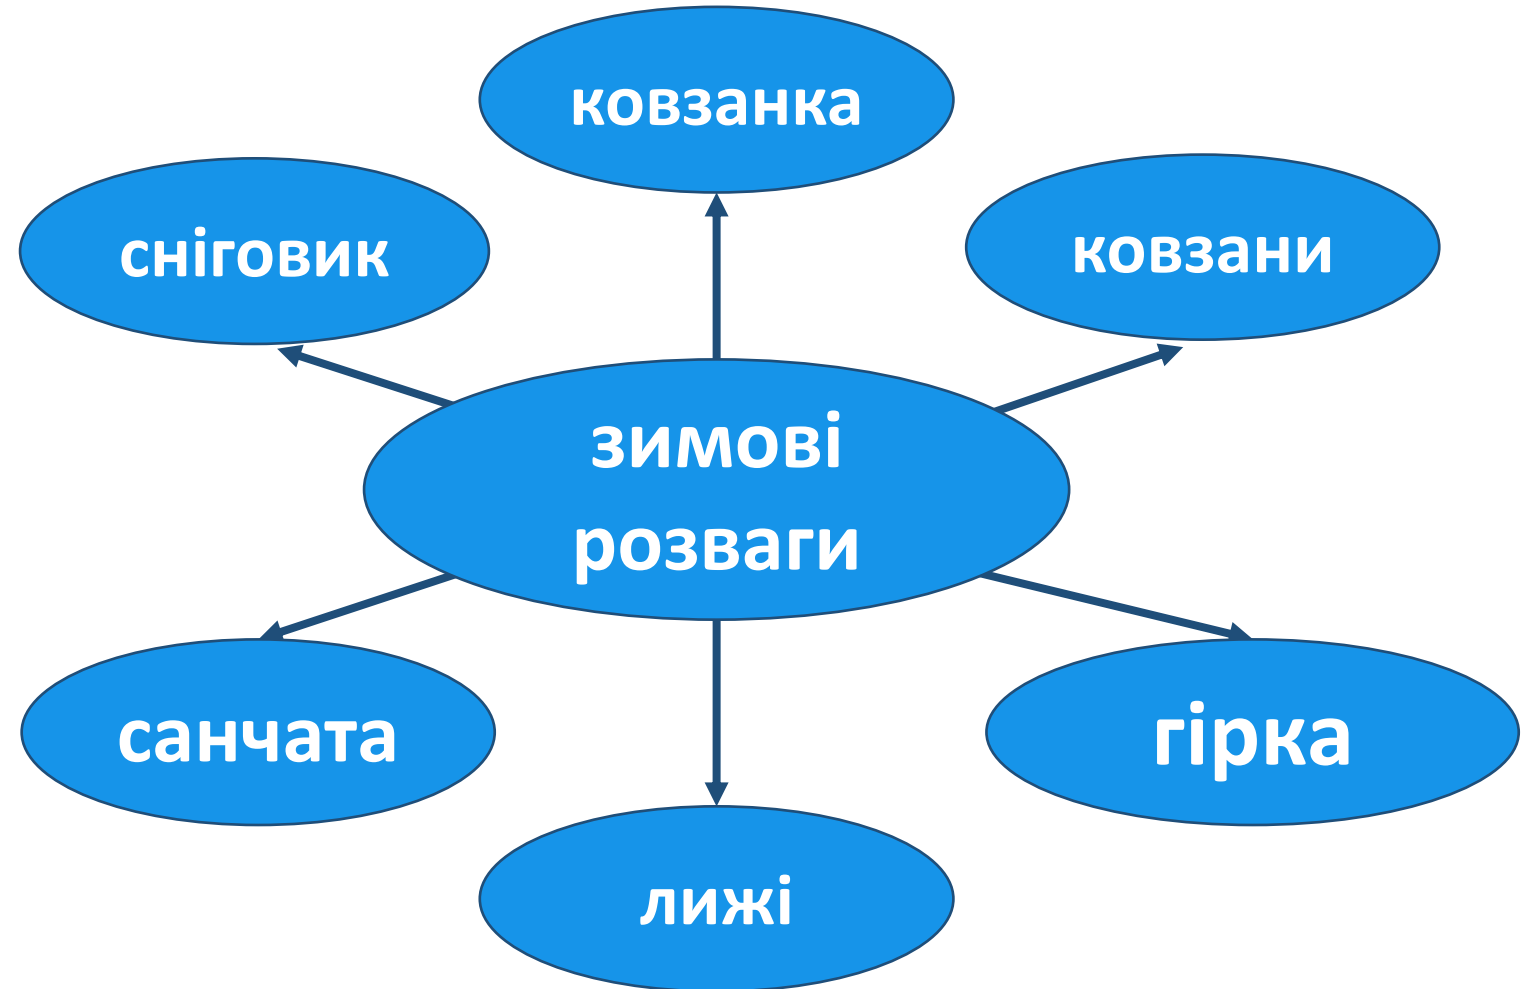 ковзанка
сніговик
ковзани
зимові
розваги
санчата
гірка
лижі